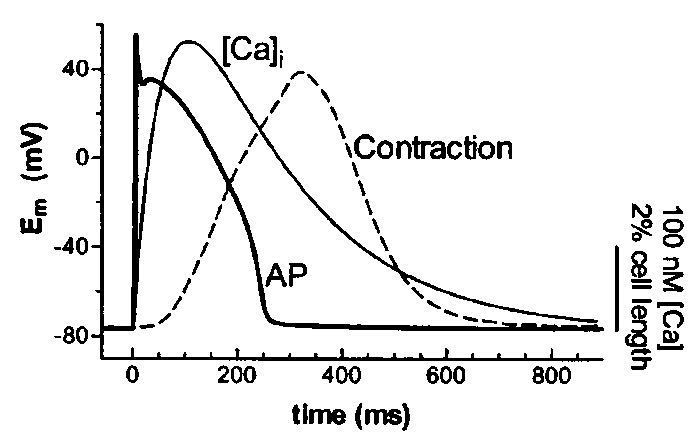 [Ca]i
40
0
-40
-80
Em (mV)
Contraction
AP
100 nM [Ca]
2% cell length
0 200 400 600 800
time (ms)